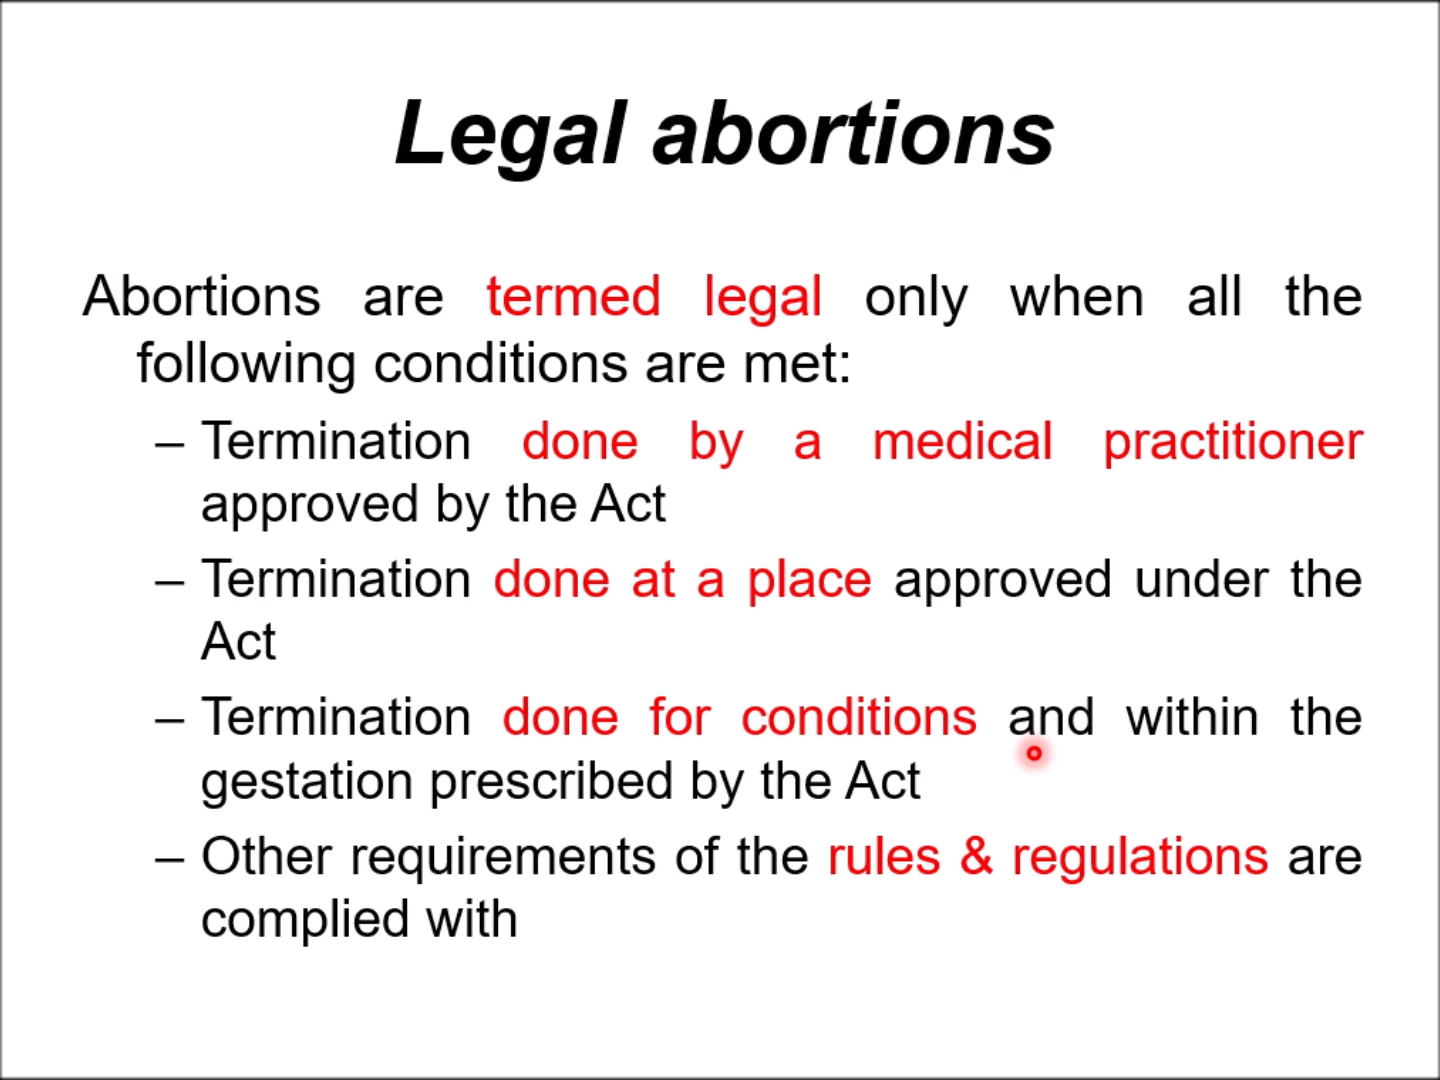 Legal abortions
Abortions are termed legal only when all the
following conditions are met:
– Termination done by a medical practitioner
approved by the Act
– Termination done at a place approved under the
Act
– Termination done for conditions and within the
gestation prescribed by the Act
– Other requirements of the rules & regulations are
complied with